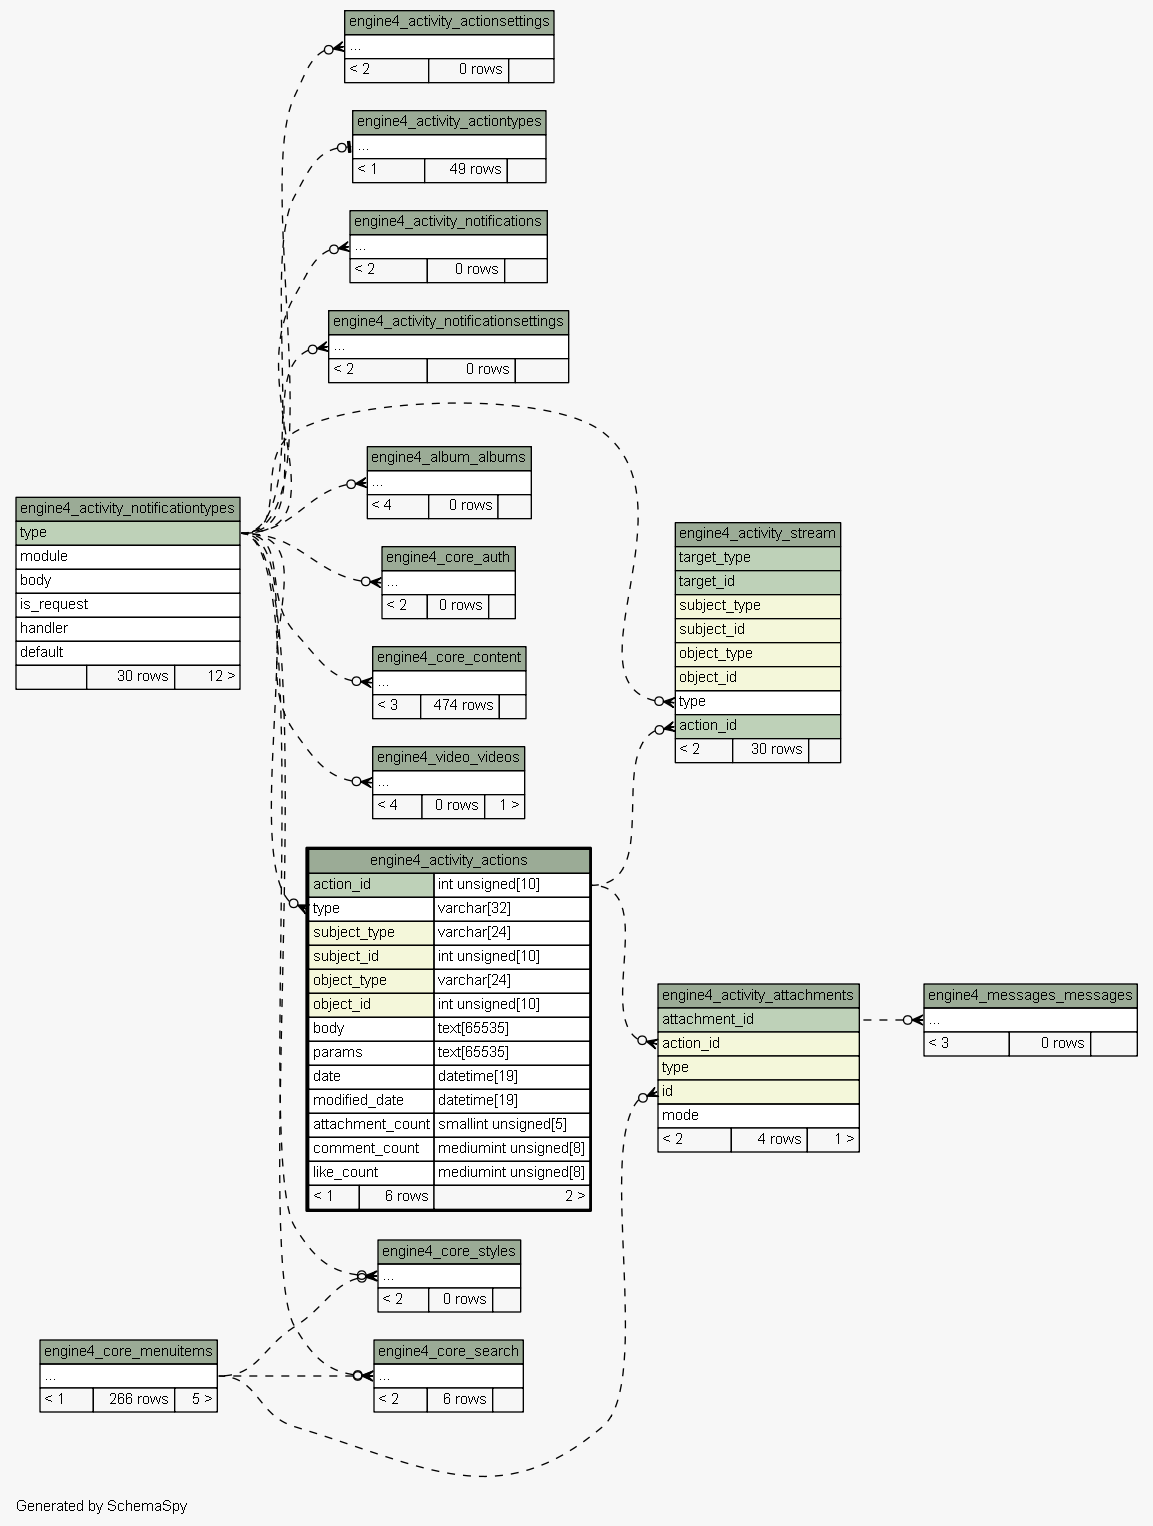 engine4_activity_actionsettings
...
< 2 0 rows
engine4_activity_actiontypes
...
< 1 49 rows
engine4_activity_notifications
...
< 2 0 rows
engine4_activity_notificationsettings
...
< 2 0 rows
engine4_album_albums
...
< 4 0 rows
engine4_activity_notificationtypes
type
module
body
is_request
handler
default
30 rows 12 >
engine4_core_auth
...
< 2 0 rows
engine4_core_content
...
< 3 474 rows
engine4_video_videos
...
< 4 0 rows 1 >
engine4_activity_stream
target_type
target_id
subject_type
subject_id
object_type
object_id
type
action_id
< 2 30 rows
engine4_activity_actions
action_id int unsigned[10]
type varchar[32]
subject_type varchar[24]
subject_id int unsigned[10]
object_type varchar[24]
object_id int unsigned[10]
body text[65535]
params text[65535]
date datetime[19]
modified_date datetime[19]
attachment_count smallint unsigned[5]
comment_count mediumint unsigned[8]
like_count mediumint unsigned[8]
< 1 6 rows 2 >
engine4_activity_attachments
attachment_id
action_id
type
id
mode
< 2 4 rows 1 >
engine4_messages_messages
...
< 3 0 rows
engine4_core_styles
...
< 2 0 rows
engine4_core_menuitems
...
< 1 266 rows 5 >
engine4_core_search
...
< 2 6 rows
Generated by SchemaSpy